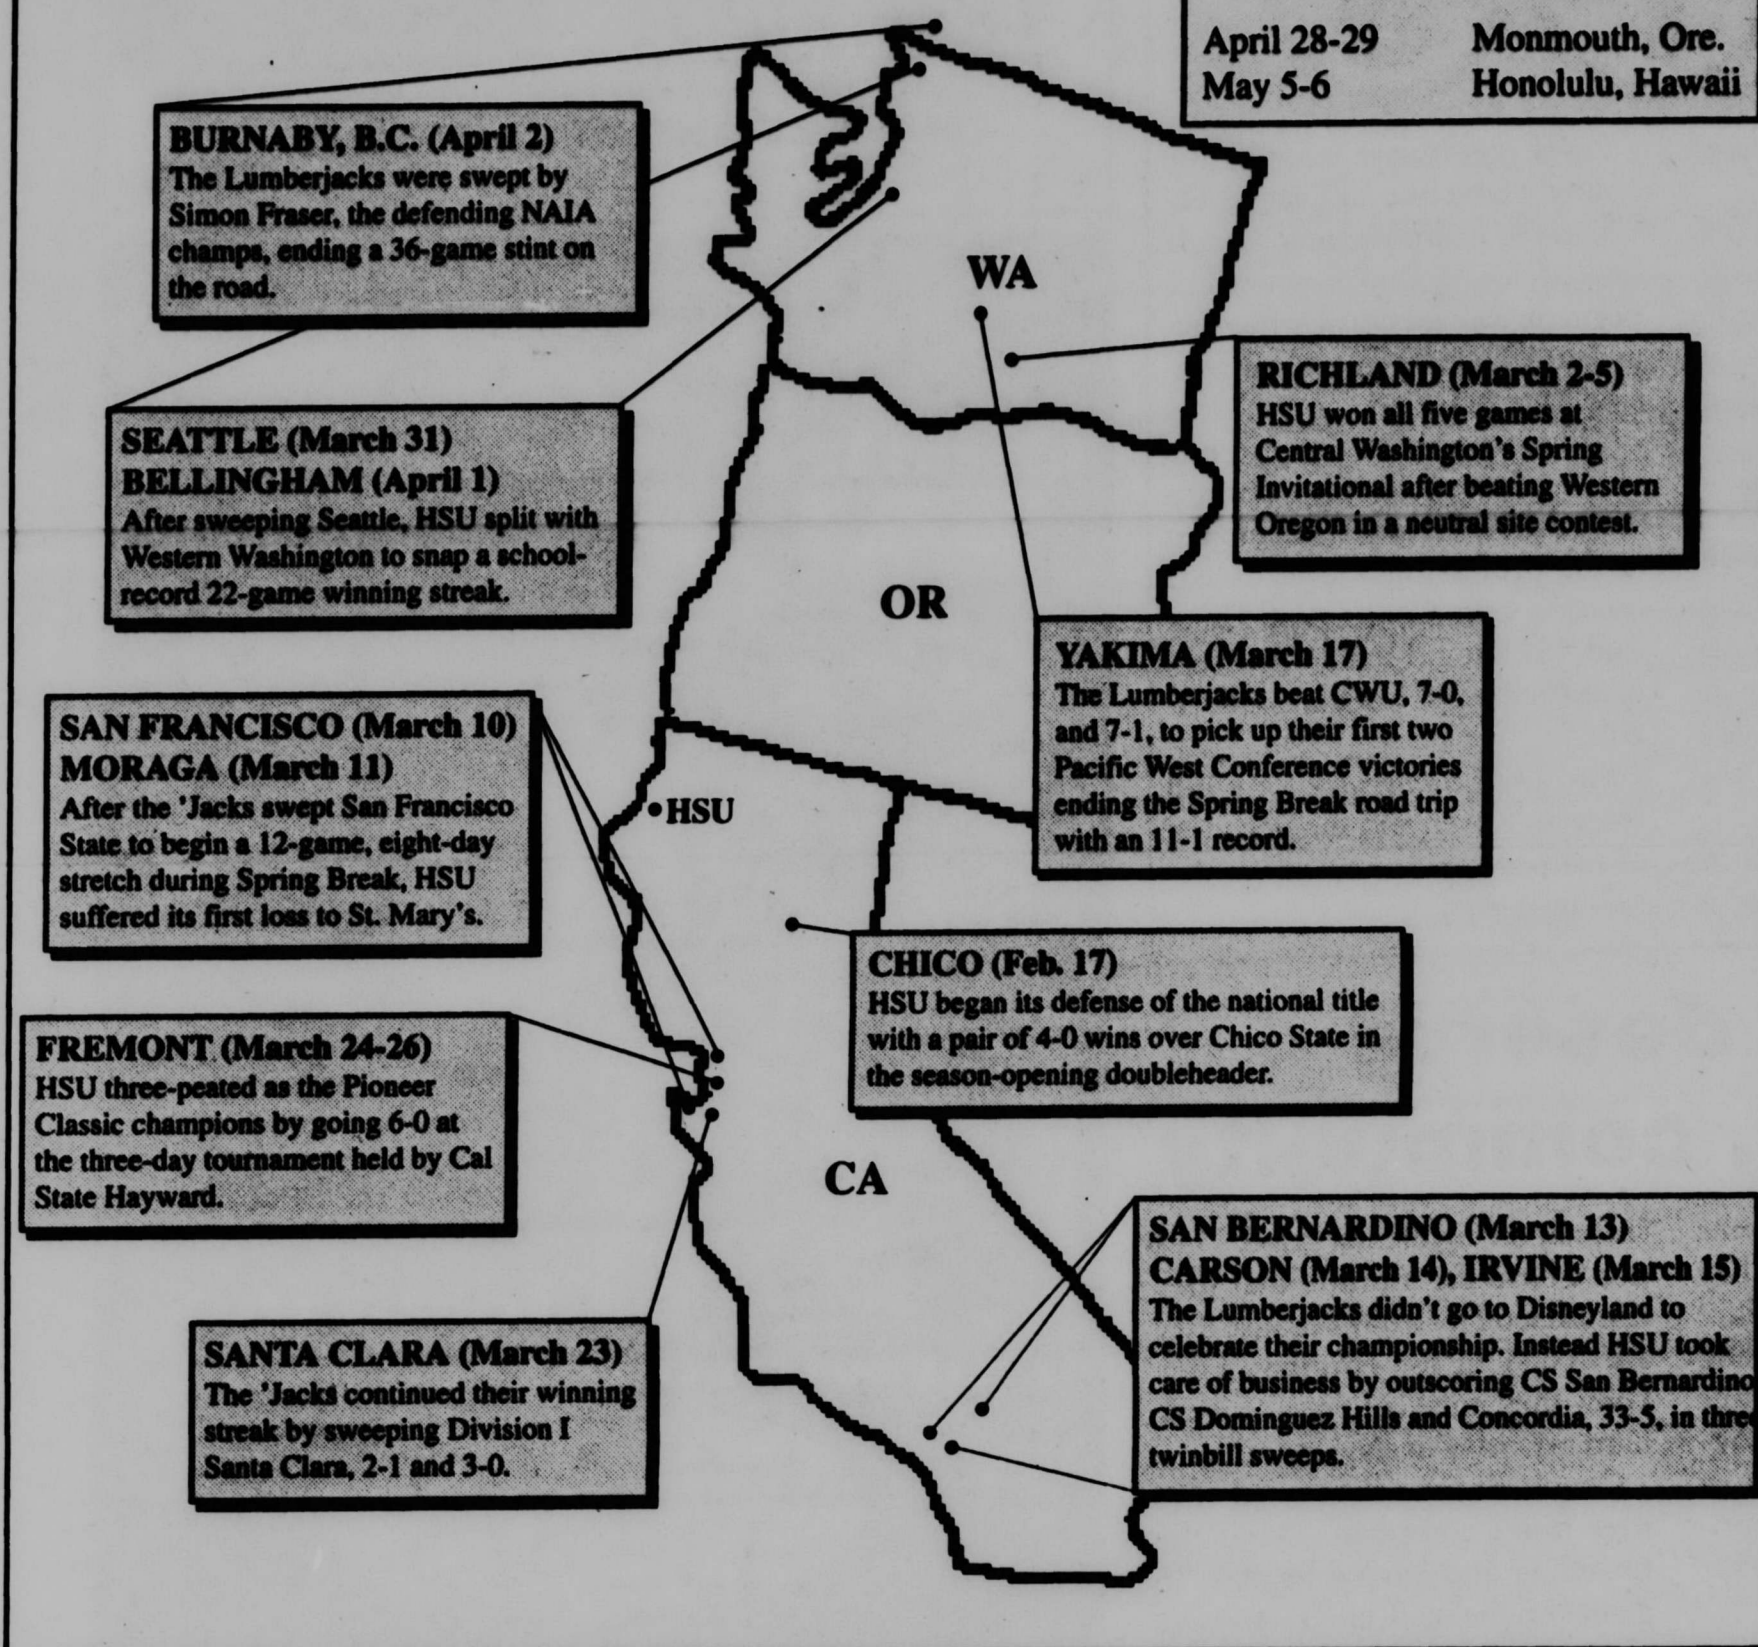 April 28-29 Monmouth, Ore.
May 5-6 Honolulu, Hawaii
BURNABY, B.C. (April 2)
The Lumberjacks were swept by
Simon Fraser, the defending NAIA
champs, ending a 36-game stint on
the road.
WA
RICHLAND (March 2-5)
HSU won all five games at
Central Washington's Spring
Invitational after beating Western
Oregon in a neutral site contest.
SEATTLE (March 31)
BELLINGHAM (April 1)
After sweeping Seattle, HSU split with
Western Washington to snap a school-
record 22-game winning streak.
OR
YAKIMA (March 17)
The Lumberjacks beat CWU, 7-0,
and 7-1, to pick up their first two
Pacific West Conference victories
ending the Spring Break road trip
with an 11-1 record.
SAN FRANCISCO (March 10)
MORAGA (March 11)
After the 'Jacks swept San Francisco
State to begin a 12-game, eight-day
stretch during Spring Break, HSU
suffered its first loss to St. Mary's.
HSU
CHICO (Feb. 17)
HSU began its defense of the national title
with a pair of 4-0 wins over Chico State in
the season-opening doubleheader.
FREMONT (March 24-26)
HSU three-peated as the Pioneer
Classic champions by going 6-0 at
the three-day tournament held by Cal
State Hayward.
CA
SAN BERNARDINO (March 13)
CARSON (March 14), IRVINE (March 15)
The Lumberjacks didn't go to Disneyland to
celebrate their championship. Instead HSU took
care of business by outscoring CS San Bernardino
CS Dominguez Hills and Concordia, 33-5, in thre
twinbill sweeps.
SANTA CLARA (March 23)
The 'Jacks continued their winning
streak by sweeping Division I
Santa Clara, 2-1 and 3-0.